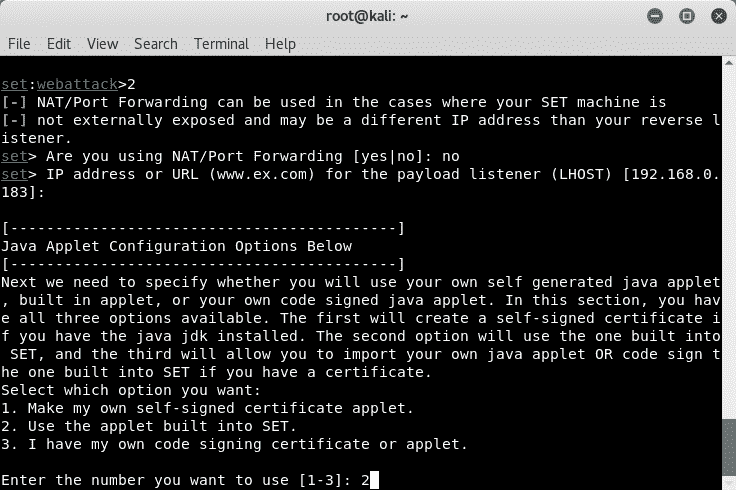 root@kali: ~
File Edit View Search Terminal Help
set:webattack>2
[-] NAT/Port Forwarding can be used in the cases where your SET machine is
[-] not externally exposed and may be a different IP address than your reverse l
istener.
set> Are you using NAT/Port Forwarding [yes|no]: no
set> IP address or URL (www.ex.com) for the payload listener (LHOST) [192.168.0.
183]:
[-------------------------------------------]
Java Applet Configuration Options Below
[-------------------------------------------]
Next we need to specify whether you will use your own self generated java applet
, built in applet, or your own code signed java applet. In this section, you hav
e all three options available. The first will create a self-signed certificate i
f you have the java jdk installed. The second option will use the one built into
 SET, and the third will allow you to import your own java applet OR code sign t
he one built into SET if you have a certificate.
Select which option you want:
1. Make my own self-signed certificate applet.
2. Use the applet built into SET.
3. I have my own code signing certificate or applet.
Enter the number you want to use [1-3]: 2